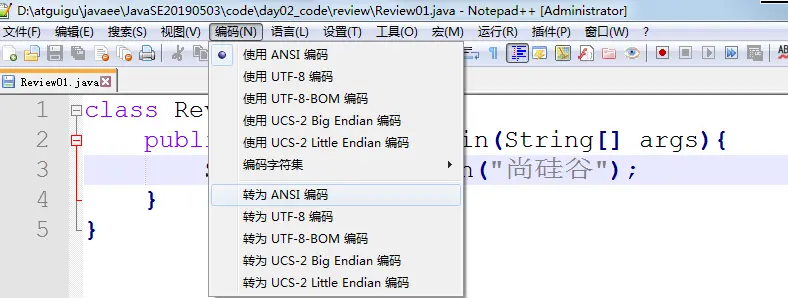 D:\atguigu\javaee\JavaSE20190503\code\day02_code\review\Review01.java - Notepad++ [Administrator]
文件(F) 编辑(E) 搜索(S) 视图(V) 编码(N) 语言(L) 设置(T) 工具(O) 宏(M) 运行(R) 插件(P) 窗口(W) ?
Review01.java
使用 ANSI 编码
使用 UTF-8 编码
使用 UTF-8-BOM 编码
使用 UCS-2 Big Endian 编码
使用 UCS-2 Little Endian 编码
编码字符集
转为 ANSI 编码
转为 UTF-8 编码
转为 UTF-8-BOM 编码
转为 UCS-2 Big Endian 编码
转为 UCS-2 Little Endian 编码
1 class Re
2 publi in(String[] args){
3 S n("尚硅谷");
4 }
5 }